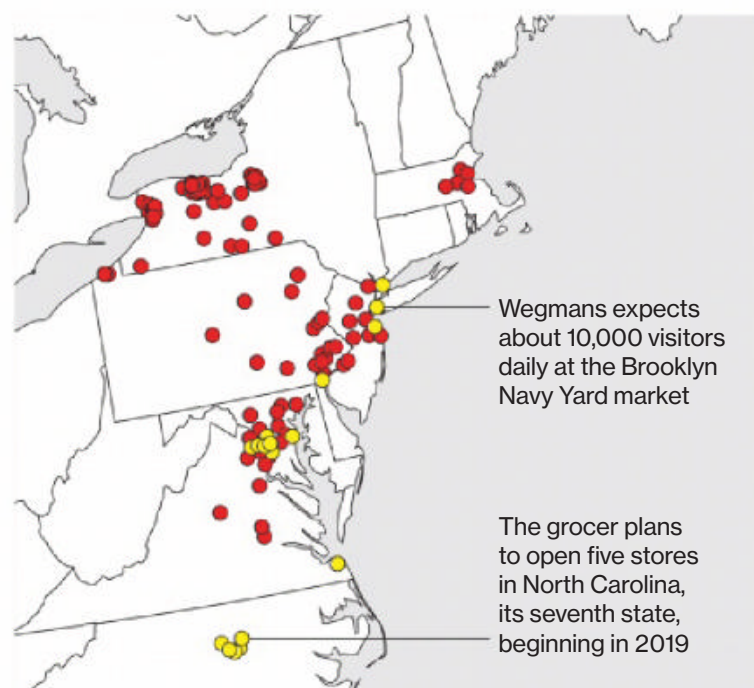 Wegmans expects
about 10,000 visitors
daily at the Brooklyn
Navy Yard market
The grocer plans
to open five stores
in North Carolina,
its seventh state,
beginning in 2019